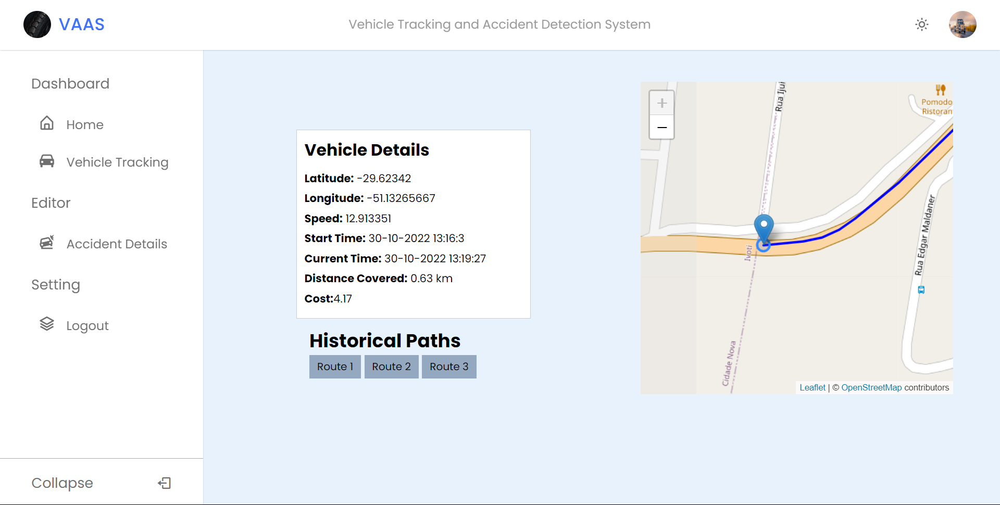 VAAS
Vehicle Tracking and Accident Detection System
Dashboard
Home
Vehicle Tracking
Editor
Accident Details
Setting
Logout
Collapse
Vehicle Details
Latitude: -29.62342
Longitude: -51.13265667
Speed: 12.913351
Start Time: 30-10-2022 13:16:3
Current Time: 30-10-2022 13:19:27
Distance Covered: 0.63 km
Cost:4.17
Historical Paths
Route 1
Route 2
Route 3
+
−
Rua Ijuí
Pomodo
Ristoran
Rua Edgar Maldaner
Ivoti
Cidade Nova
Leaflet | © OpenStreetMap contributors